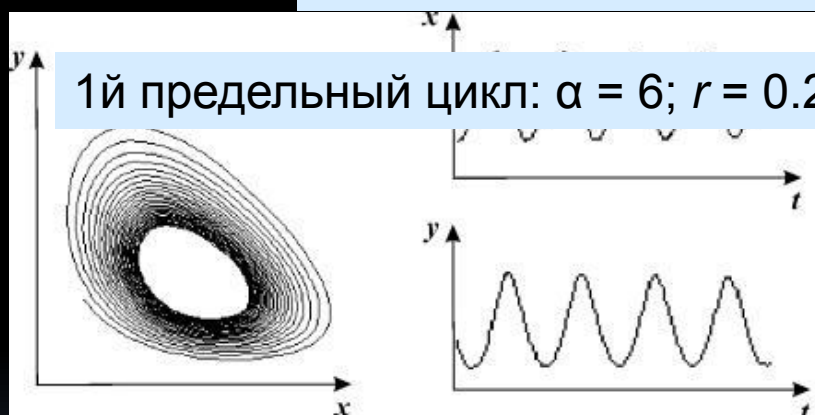 x
y
1й предельный цикл: α = 6; r = 0.2
t
y
x
t